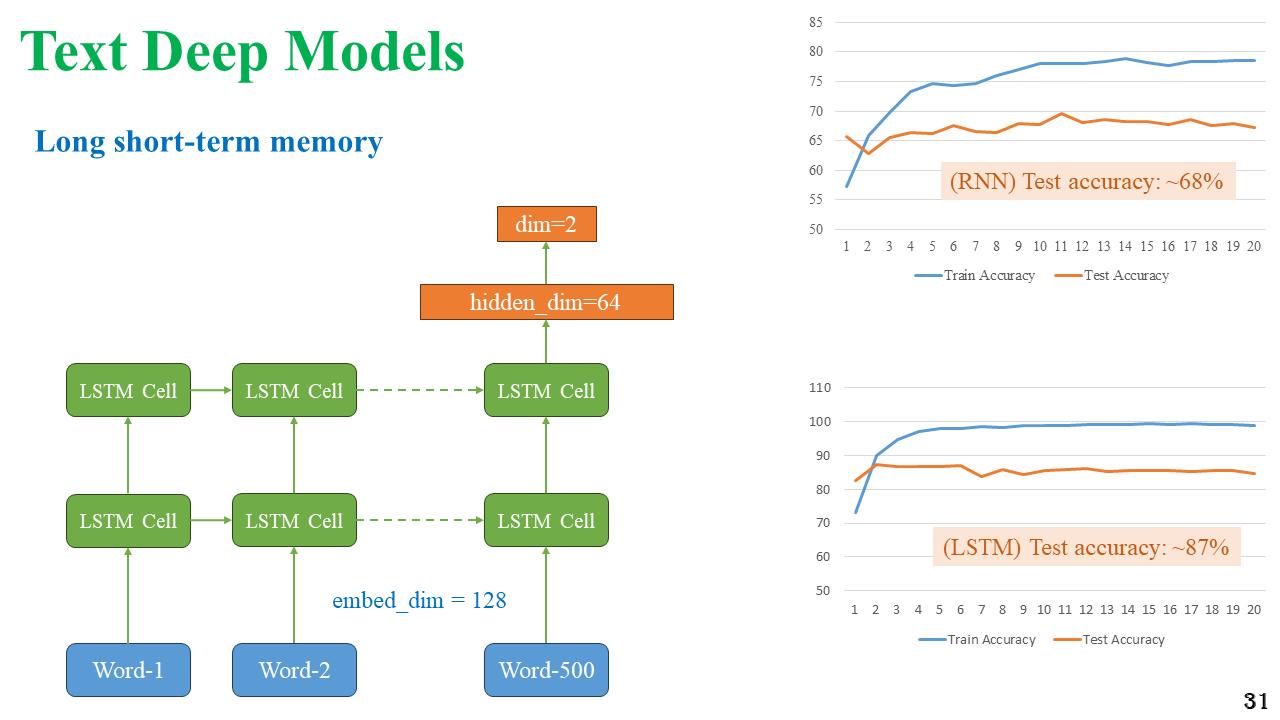 Text Deep Models
Long short-term memory
dim=2
hidden_dim=64
LSTM Cell LSTM Cell LSTM Cell
LSTM Cell LSTM Cell LSTM Cell
embed_dim = 128
Word-1 Word-2 Word-500
85
80
75
70
65
60
55
50
(RNN) Test accuracy: ~68%
1 2 3 4 5 6 7 8 9 10 11 12 13 14 15 16 17 18 19 20
Train Accuracy Test Accuracy
110
100
90
80
70
60
50
(LSTM) Test accuracy: ~87%
1 2 3 4 5 6 7 8 9 10 11 12 13 14 15 16 17 18 19 20
Train Accuracy Test Accuracy
31